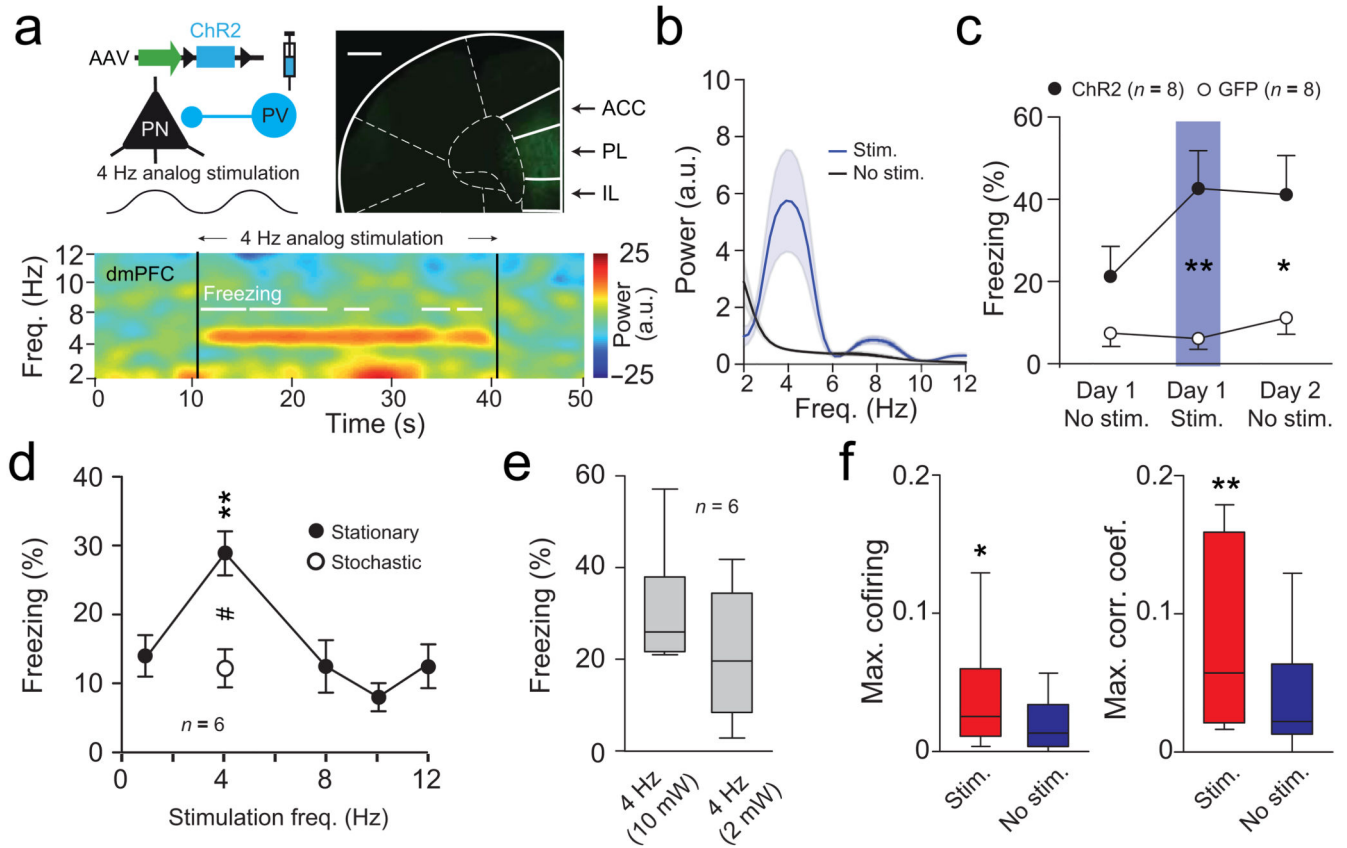 a
AAV
ChR2
PN
PV
4 Hz analog stimulation
ACC
PL
IL
4 Hz analog stimulation
dmPFC
Freezing
Freq. (Hz)
12
8
4
2
0
10
20
30
40
50
Time (s)
25
−25
Power
(a.u.)
b
Power (a.u.)
10
8
6
4
2
0
Stim.
No stim.
2
4
6
8
10
12
Freq. (Hz)
c
ChR2 (n = 8)
GFP (n = 8)
Freezing (%)
60
40
20
0
**
*
Day 1
No stim.
Day 1
Stim.
Day 2
No stim.
d
Freezing (%)
40
30
20
10
0
**
#
Stationary
Stochastic
n = 6
0
4
8
12
Stimulation freq. (Hz)
e
Freezing (%)
60
40
20
0
n = 6
4 Hz
(10 mW)
4 Hz
(2 mW)
f
Max. cofiring
0.2
0.1
0
*
Stim.
No stim.
Max. corr. coef.
0.2
0.1
0
**
Stim.
No stim.